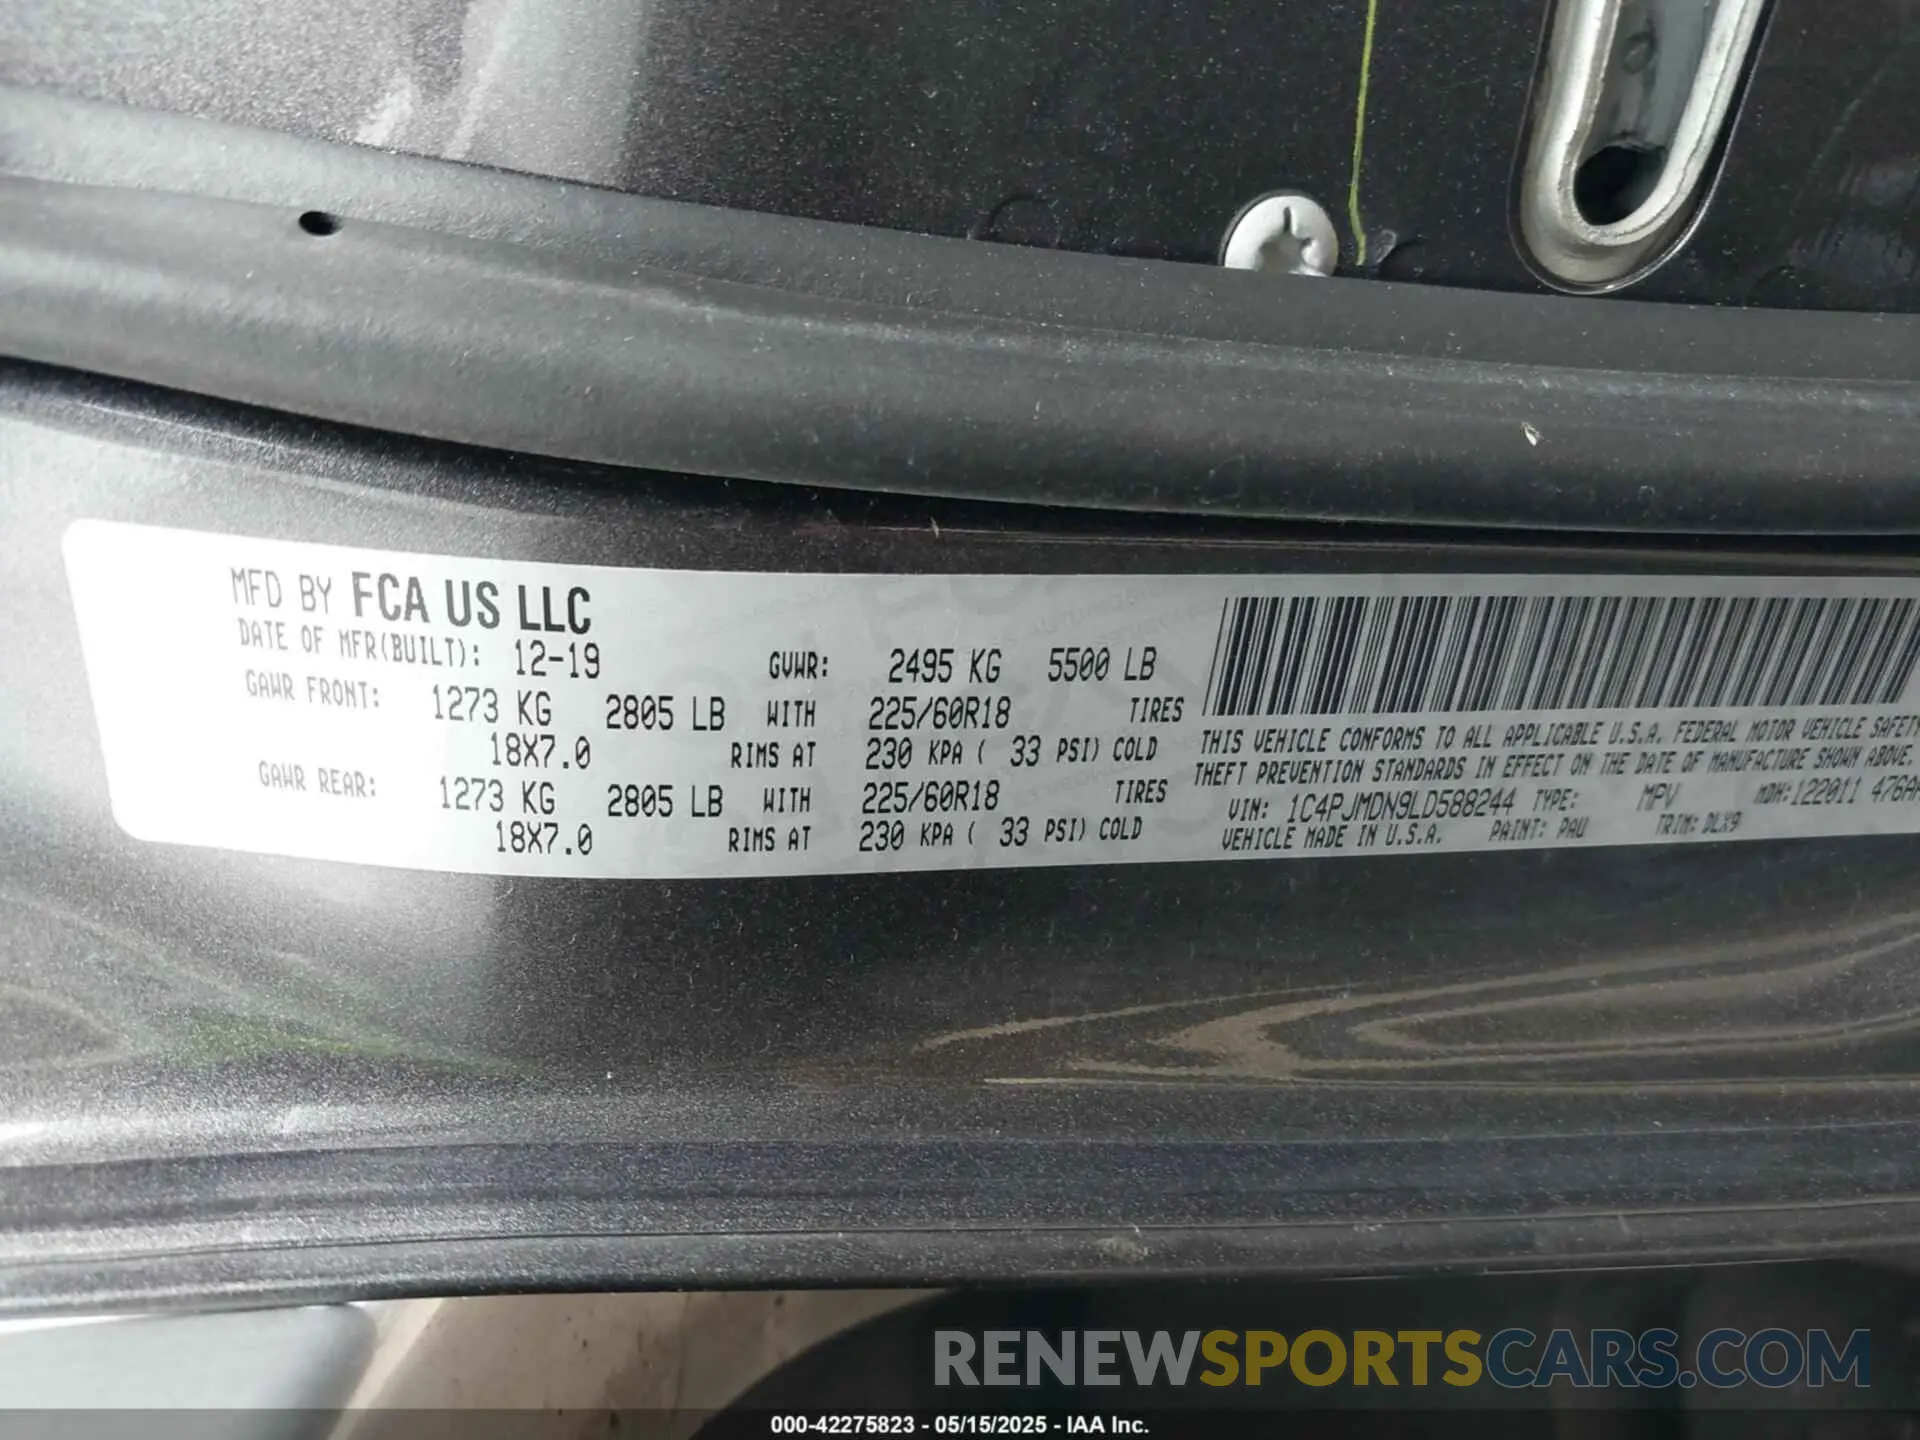 MFD BY FCA US LLC
DATE OF MFR(BUILT): 12-19 GVWR: 2495 KG 5500 LB
GAWR FRONT: 1273 KG 2805 LB WITH 225/60R18 TIRES
18X7.0 RIMS AT 230 KPA ( 33 PSI) COLD
GAWR REAR: 1273 KG 2805 LB WITH 225/60R18 TIRES
18X7.0 RIMS AT 230 KPA ( 33 PSI) COLD
THIS VEHICLE CONFORMS TO ALL APPLICABLE U.S.A. FEDERAL MOTOR VEHICLE SAFETY
THEFT PREVENTION STANDARDS IN EFFECT ON THE DATE OF MANUFACTURE SHOWN ABOVE.
VIN: 1C4PJMDN9LD588244 TYPE: MPV MDH:122011 476AH
VEHICLE MADE IN U.S.A. PAINT: PAU TRIM: DLX9
RENEWSPORTSCARS.COM
000-42275823 - 05/15/2025 - IAA Inc.